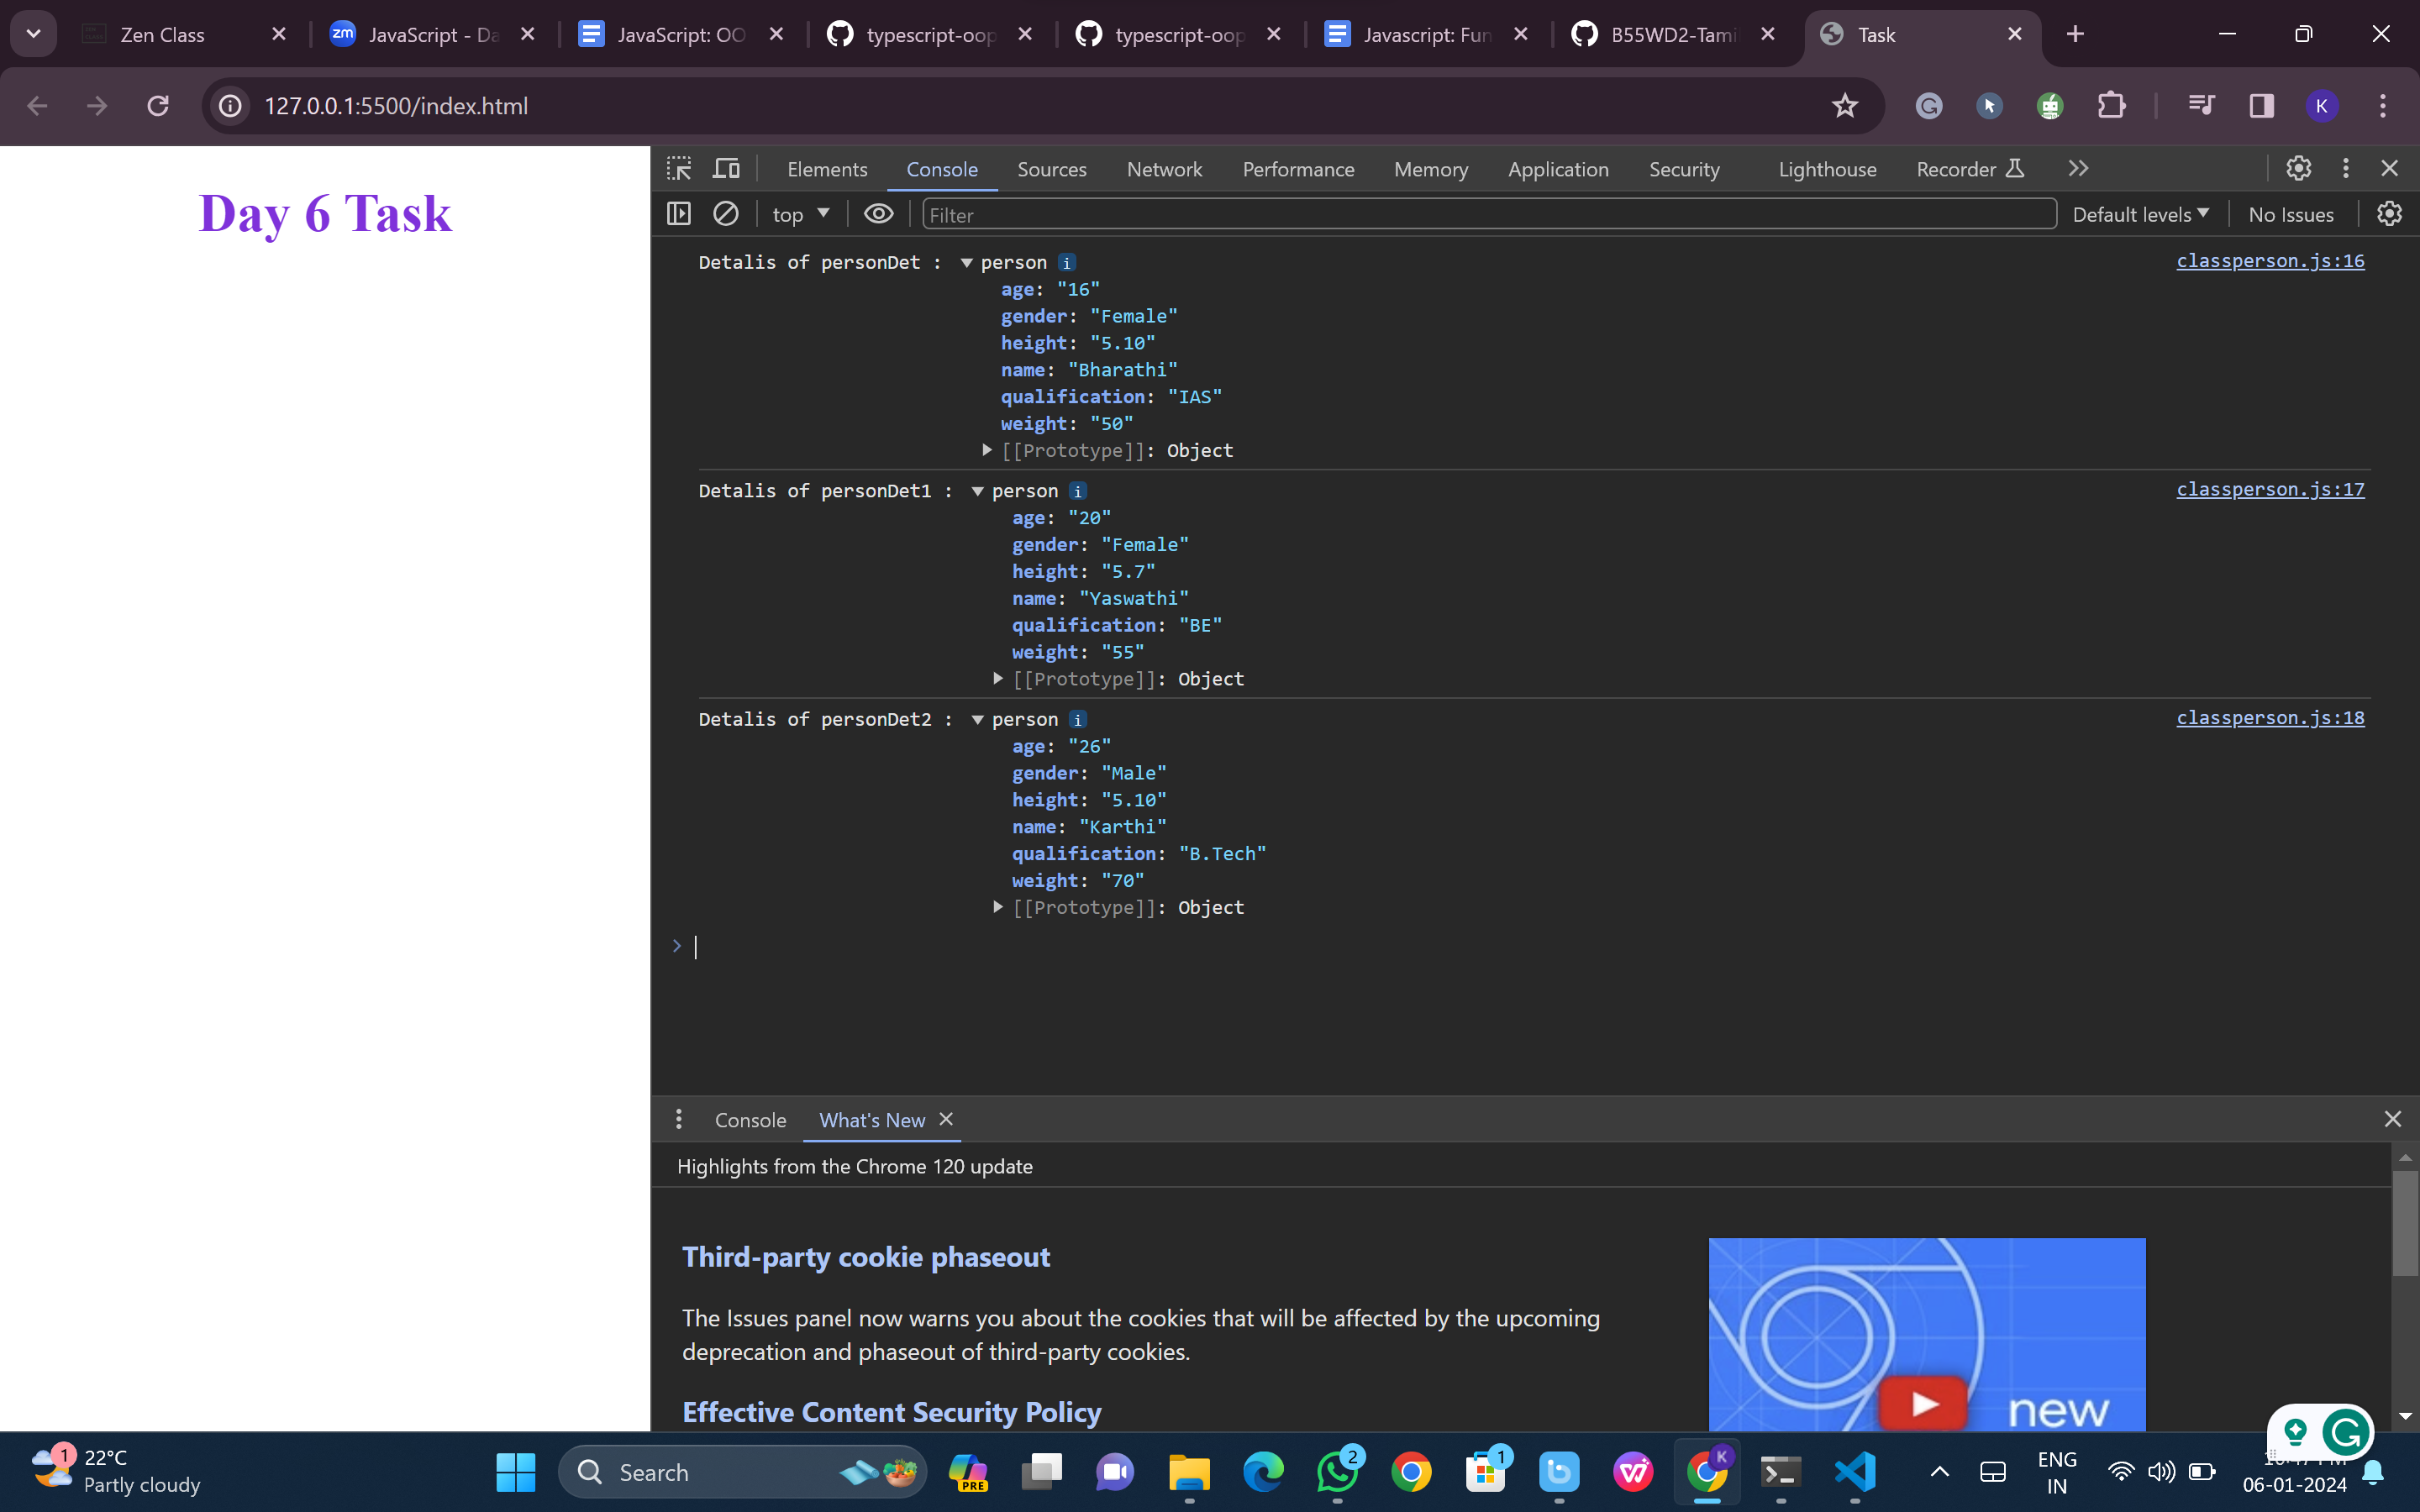 Zen Class
zm JavaScript - Da
JavaScript: OO
typescript-oop
typescript-oop
Javascript: Fun
B55WD2-Tami
Task
127.0.0.1:5500/index.html
K
Day 6 Task
Elements Console Sources Network Performance Memory Application Security Lighthouse Recorder
top Filter Default levels No Issues
Detalis of personDet : person i classperson.js:16
age: "16"
gender: "Female"
height: "5.10"
name: "Bharathi"
qualification: "IAS"
weight: "50"
[[Prototype]]: Object
Detalis of personDet1 : person i classperson.js:17
age: "20"
gender: "Female"
height: "5.7"
name: "Yaswathi"
qualification: "BE"
weight: "55"
[[Prototype]]: Object
Detalis of personDet2 : person i classperson.js:18
age: "26"
gender: "Male"
height: "5.10"
name: "Karthi"
qualification: "B.Tech"
weight: "70"
[[Prototype]]: Object
Console What's New
Highlights from the Chrome 120 update
Third-party cookie phaseout
The Issues panel now warns you about the cookies that will be affected by the upcoming
deprecation and phaseout of third-party cookies.
Effective Content Security Policy
new
1
22°C
Partly cloudy
Search
PRE
2
1
K
ENG
IN
06-01-2024